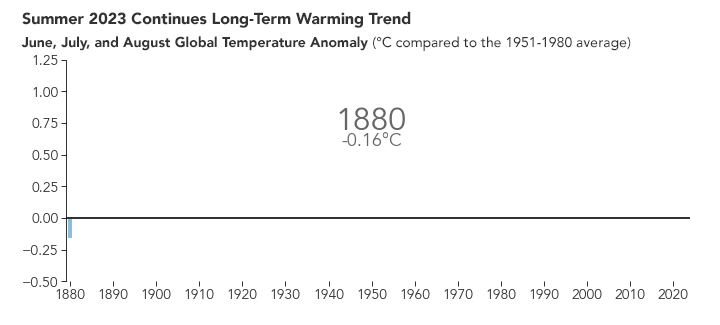 Summer 2023 Continues Long-Term Warming Trend
June, July, and August Global Temperature Anomaly (°C compared to the 1951-1980 average)
1.25
1.00
0.75
0.50
0.25
0.00
−0.25
−0.50
1880
-0.16°C
1880 1890 1900 1910 1920 1930 1940 1950 1960 1970 1980 1990 2000 2010 2020